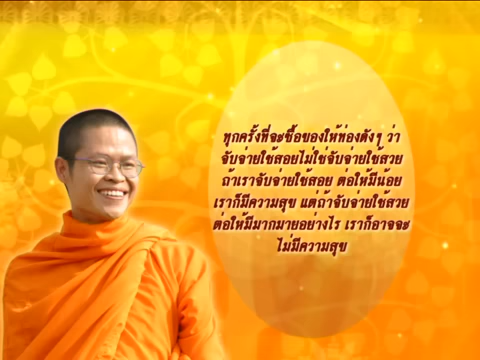 ทุกครั้งที่จะซื้อของให้ท่องดังๆ ว่า
จับจ่ายใช้สอยไม่ใช่จับจ่ายใช้สวย
ถ้าเราจับจ่ายใช้สอย ต่อให้มีน้อย
เราก็มีความสุข แต่ถ้าจับจ่ายใช้สวย
ต่อให้มีมากมายอย่างไร เราก็อาจจะ
ไม่มีความสุข